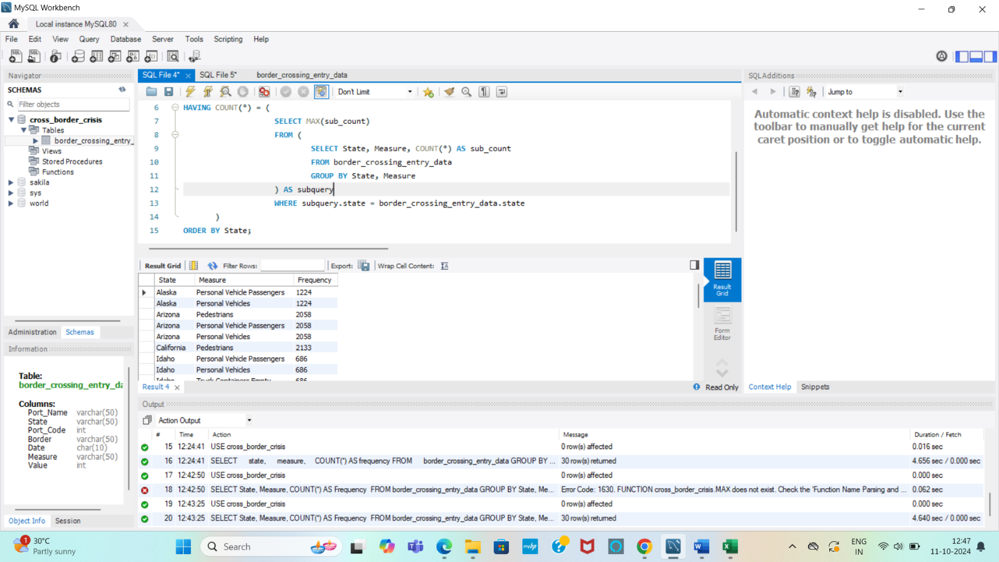 MySQL Workbench
Local instance MySQL80
File Edit View Query Database Server Tools Scripting Help
Navigator
SCHEMAS
Filter objects
cross_border_crisis
Tables
border_crossing_entry_
Views
Stored Procedures
Functions
sakila
sys
world
Administration Schemas
Information
Table:
border_crossing_entry_da
Columns:
Port_Name varchar(50)
State varchar(50)
Port_Code int
Border varchar(50)
Date char(10)
Measure varchar(50)
Value int
Object Info Session
SQL File 4* SQL File 5* border_crossing_entry_data
Don't Limit
6 HAVING COUNT(*) = (
7 SELECT MAX(sub_count)
8 FROM (
9 SELECT State, Measure, COUNT(*) AS sub_count
10 FROM border_crossing_entry_data
11 GROUP BY State, Measure
12 ) AS subquery
13 WHERE subquery.state = border_crossing_entry_data.state
14 )
15 ORDER BY State;
Result Grid Filter Rows: Export: Wrap Cell Content:
State Measure Frequency
Alaska Personal Vehicle Passengers 1224
Alaska Personal Vehicles 1224
Arizona Pedestrians 2058
Arizona Personal Vehicle Passengers 2058
Arizona Personal Vehicles 2058
California Pedestrians 2133
Idaho Personal Vehicle Passengers 686
Idaho Personal Vehicles 686
Idaho Truck Containers Empty 686
Result Grid
Form Editor
Result 4
Read Only
SQLAdditions
Jump to
Automatic context help is disabled. Use the
toolbar to manually get help for the current
caret position or to toggle automatic help.
Context Help Snippets
Output
Action Output
# Time Action Message Duration / Fetch
15 12:24:41 USE cross_border_crisis 0 row(s) affected 0.016 sec
16 12:24:41 SELECT state, measure, COUNT(*) AS frequency FROM border_crossing_entry_data GROUP BY ... 30 row(s) returned 4.656 sec / 0.000 sec
17 12:42:50 USE cross_border_crisis 0 row(s) affected 0.000 sec
18 12:42:50 SELECT State, Measure, COUNT(*) AS Frequency FROM border_crossing_entry_data GROUP BY State, Me... Error Code: 1630. FUNCTION cross_border_crisis.MAX does not exist. Check the 'Function Name Parsing and ... 0.062 sec
19 12:43:25 USE cross_border_crisis 0 row(s) affected 0.000 sec
20 12:43:25 SELECT State, Measure, COUNT(*) AS Frequency FROM border_crossing_entry_data GROUP BY State, Me... 30 row(s) returned 4.640 sec / 0.000 sec
1
30°C
Partly sunny
Search
ENG
IN
12:47
11-10-2024